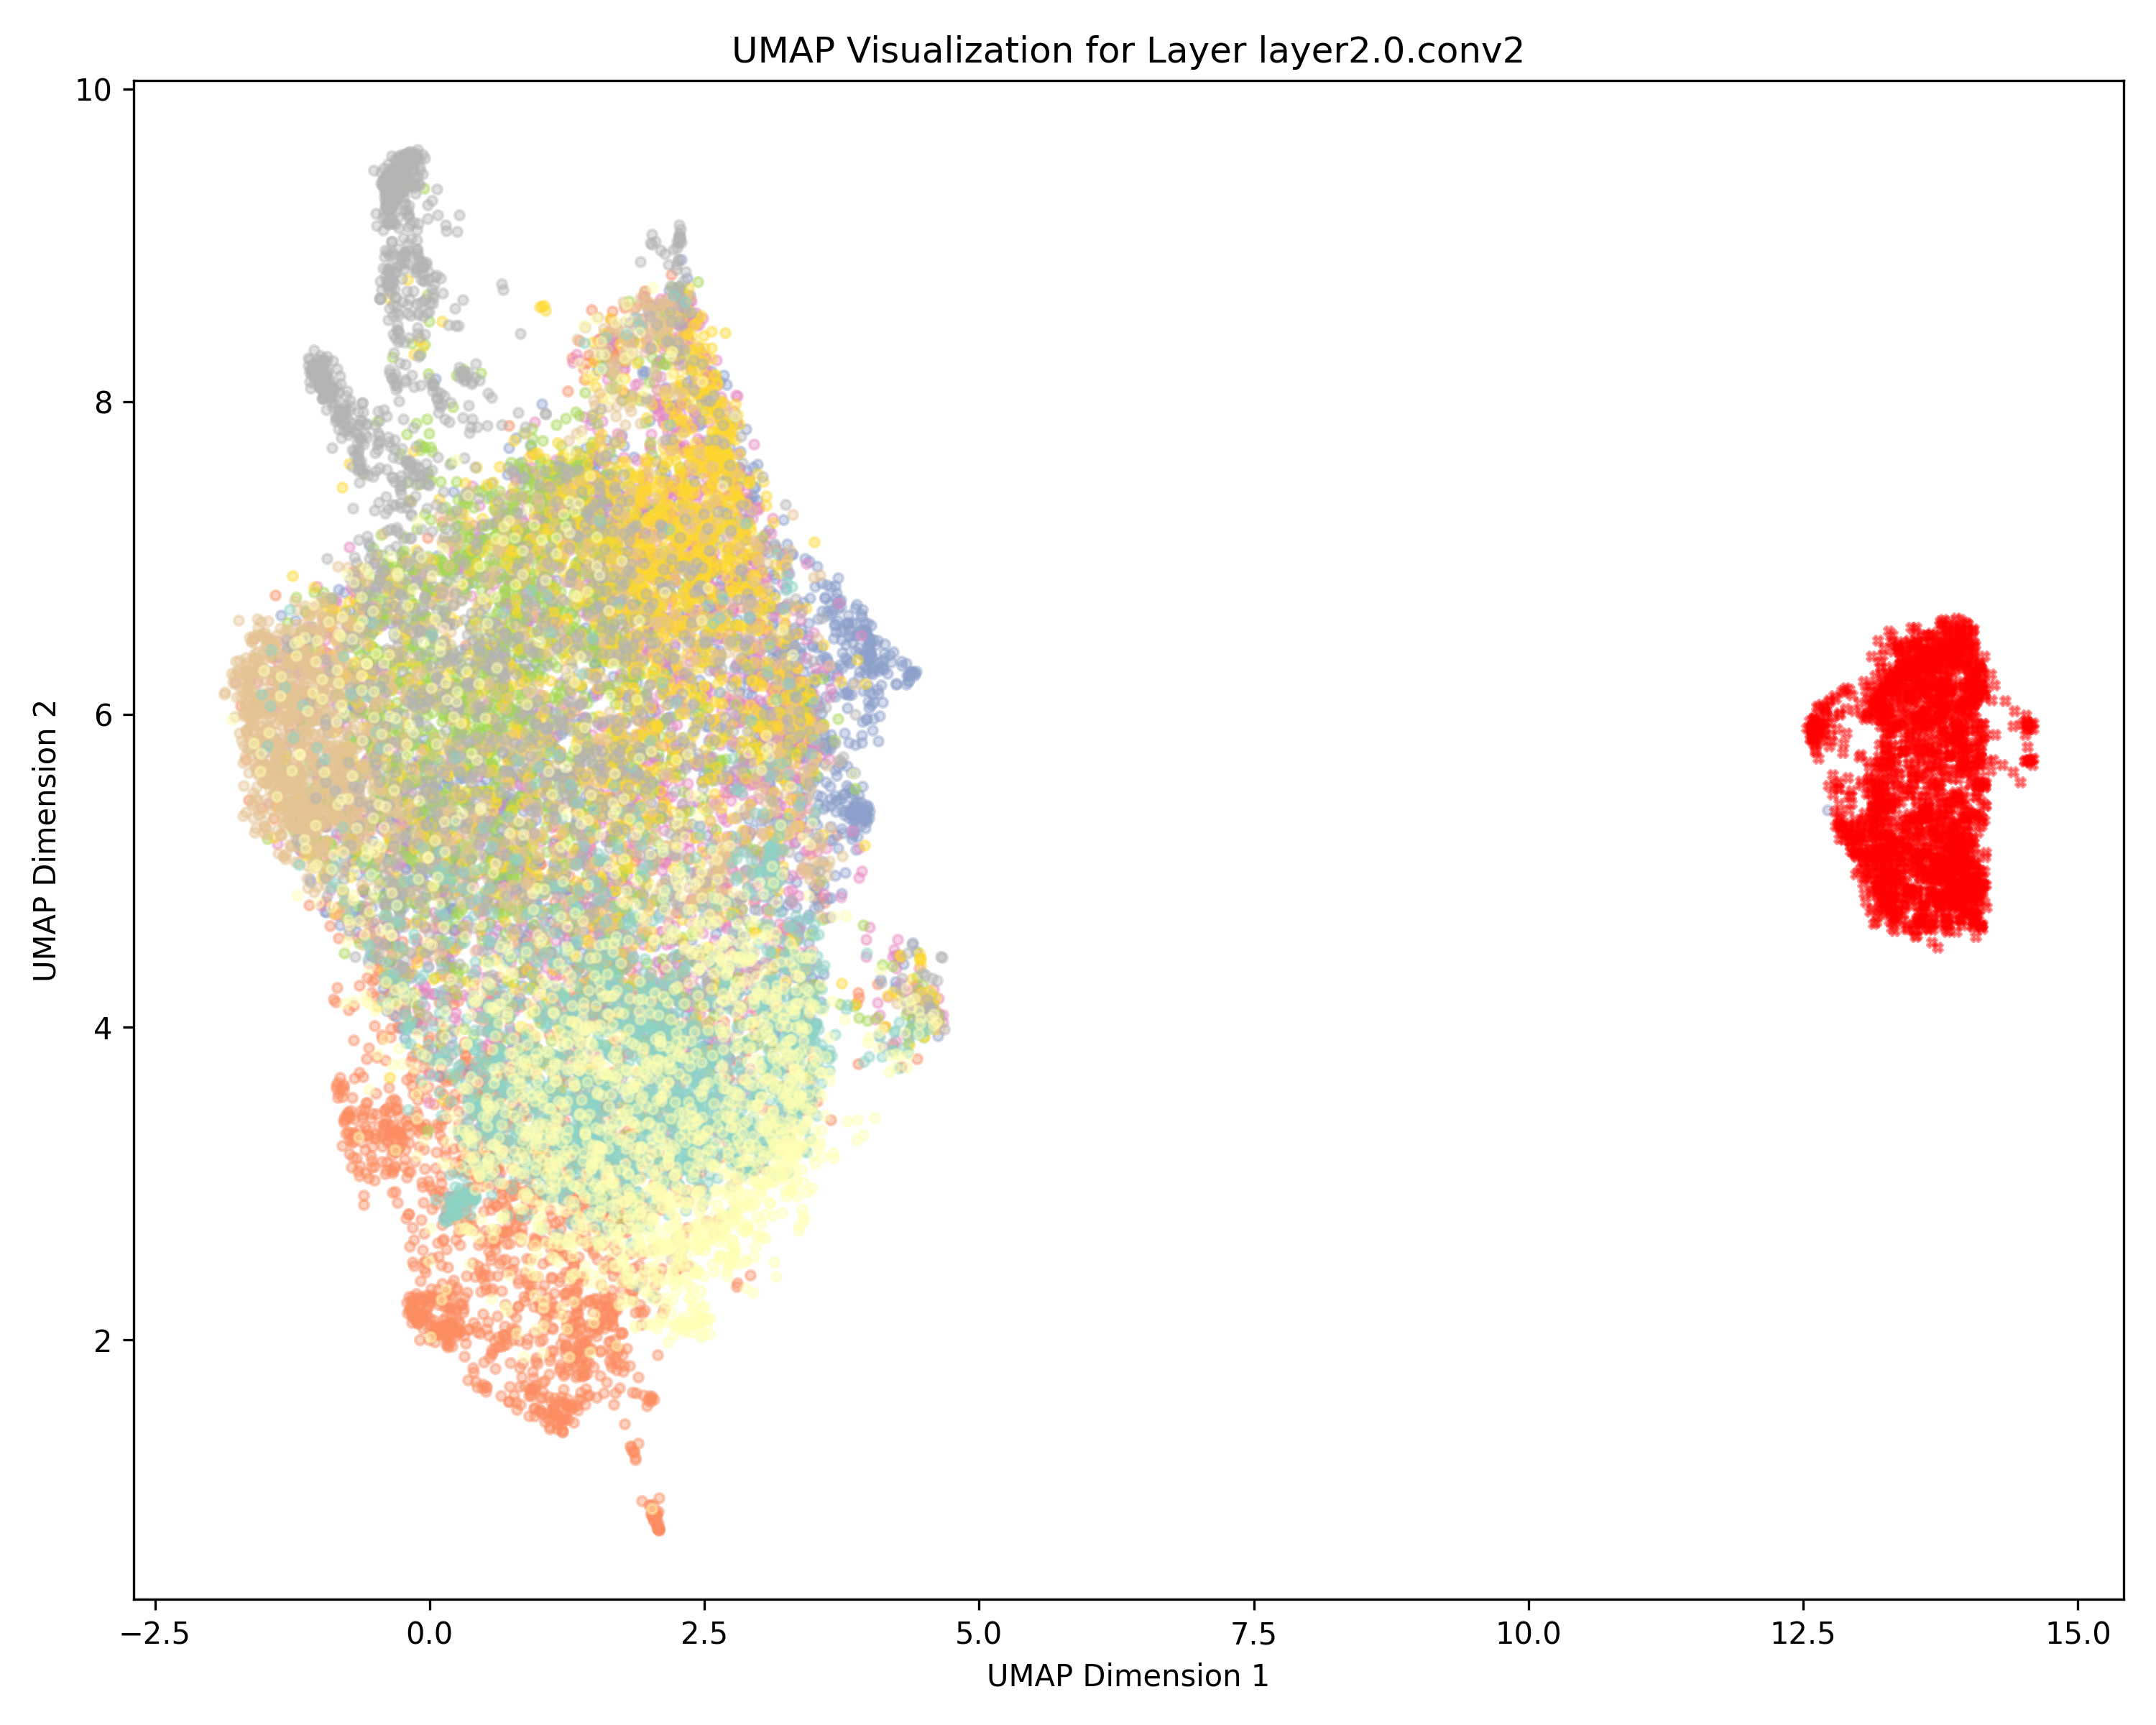 UMAP Visualization for Layer layer2.0.conv2
10
8
6
4
2
UMAP Dimension 2
−2.5 0.0 2.5 5.0 7.5 10.0 12.5 15.0
UMAP Dimension 1